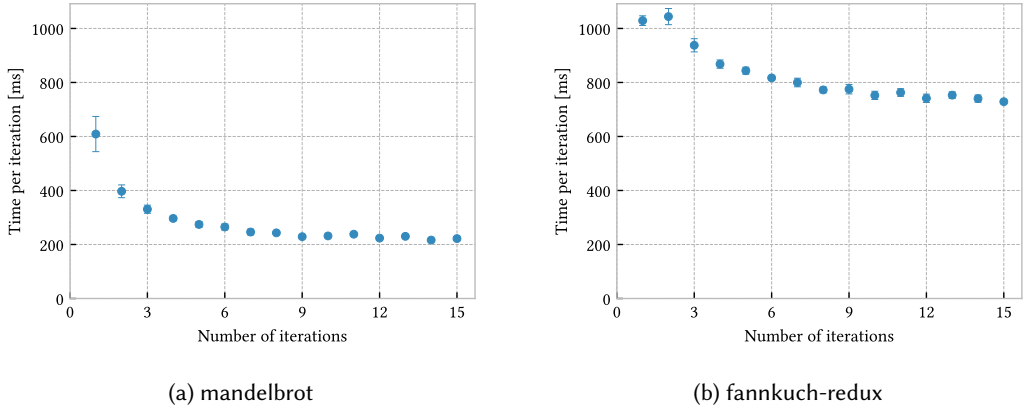 1000
800
600
400
200
0
Time per iteration [ms]
0 3 6 9 12 15
Number of iterations
(a) mandelbrot
1000
800
600
400
200
0
Time per iteration [ms]
0 3 6 9 12 15
Number of iterations
(b) fannkuch-redux